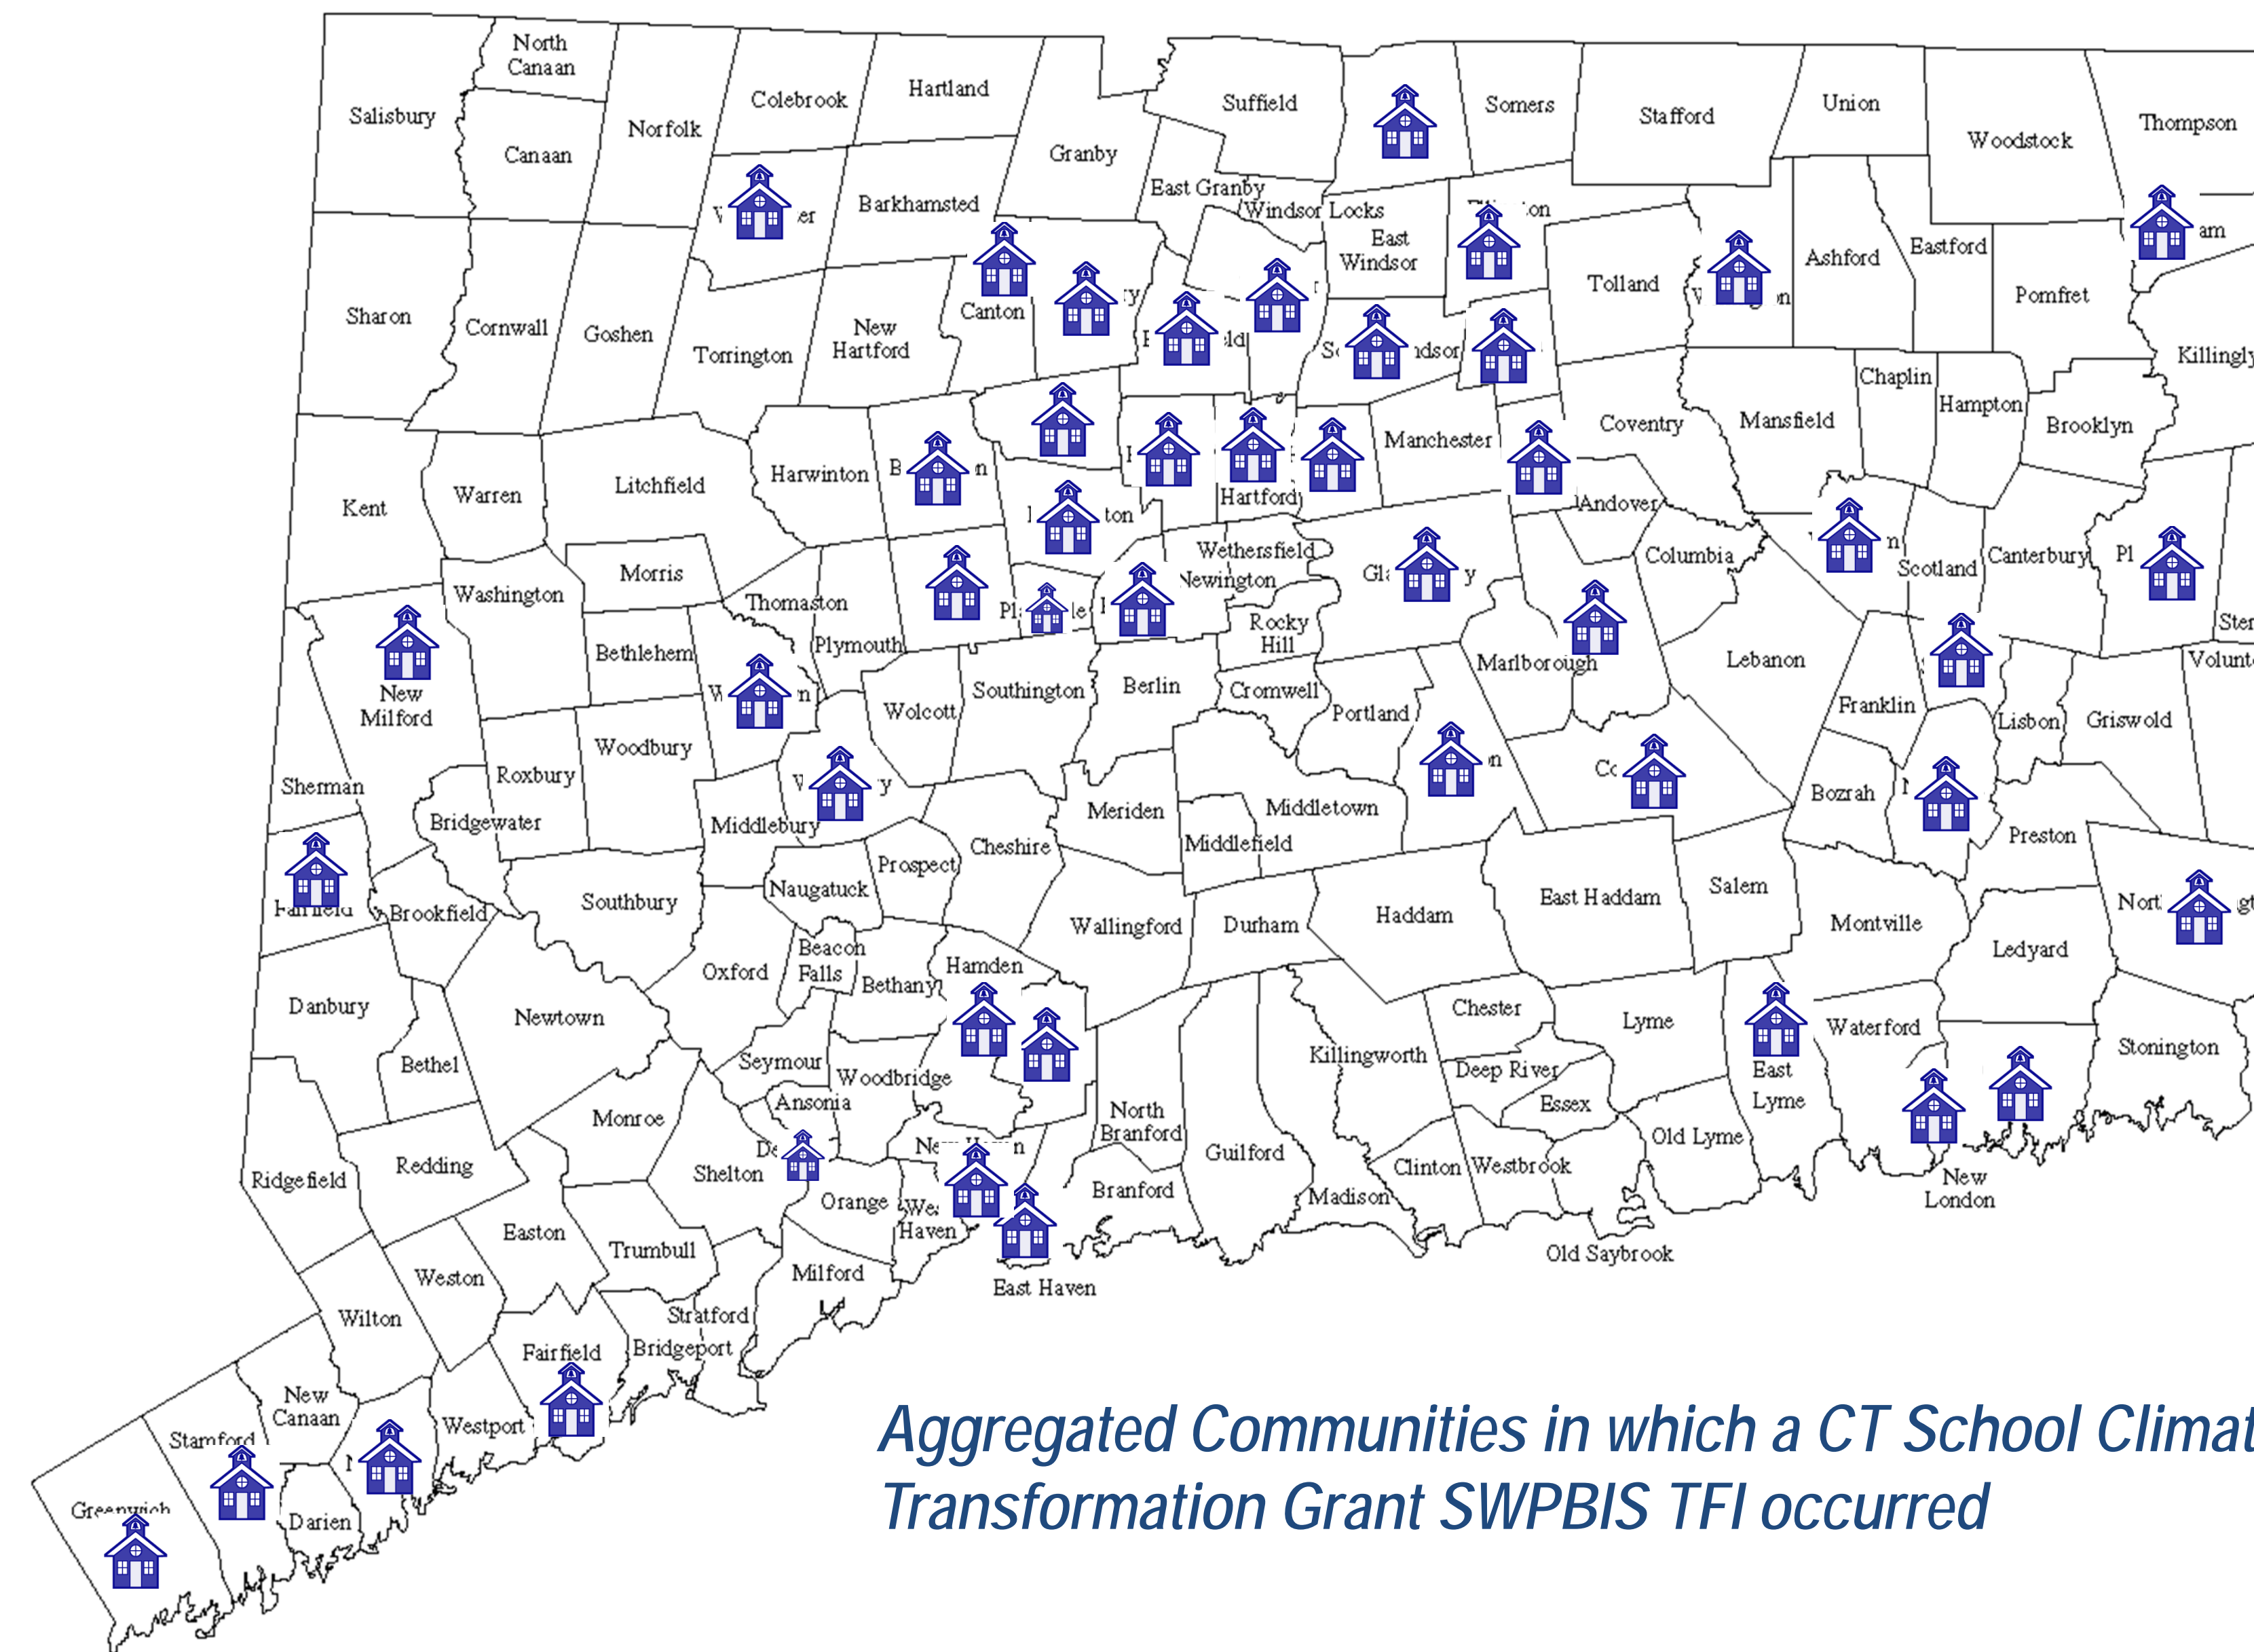 North
Canaan
Salisbury
Colebrook
Hartland
Suffield
Somers
Stafford
Union
Woodstock
Thompson
Norfolk
Canaan
Granby
East Granby
Barkhamsted
Windsor Locks
East
Windsor
Tolland
Ashford
Eastford
Pomfret
Sharon
Cornwall
Goshen
Torrington
New
Hartford
Canton
Killingly
Chaplin
Hampton
Brooklyn
Mansfield
Coventry
Manchester
Hartford
Andover
Kent
Warren
Litchfield
Harwinton
Morris
Washington
Thomaston
Plymouth
Wethersfield
Newington
Rocky
Hill
Columbia
Scotland
Canterbury
Bethlehem
New
Milford
Woodbury
Roxbury
Wolcott
Southington
Berlin
Cromwell
Portland
Marlborough
Lebanon
Franklin
Lisbon
Griswold
Sherman
Bridgewater
Middlebury
Meriden
Middletown
Middlefield
Cheshire
Prospect
Naugatuck
Bozrah
Preston
Southbury
Brookfield
Wallingford
Durham
Haddam
East Haddam
Salem
Montville
Ledyard
Oxford
Beacon
Falls
Bethany
Hamden
Danbury
Newtown
Bethel
Seymour
Woodbridge
Ansonia
Killingworth
Chester
Deep River
Essex
Lyme
East
Lyme
Waterford
Stonington
Monroe
Redding
Ridgefield
Shelton
Orange
Haven
North
Branford
Branford
Guilford
Madison
Clinton
Westbrook
Old Lyme
Old Saybrook
New
London
Easton
Trumbull
Milford
East Haven
Weston
Wilton
Stratford
Bridgeport
Fairfield
New
Canaan
Westport
Stamford
Darien
Greenwich
Aggregated Communities in which a CT School Climat
Transformation Grant SWPBIS TFI occurred